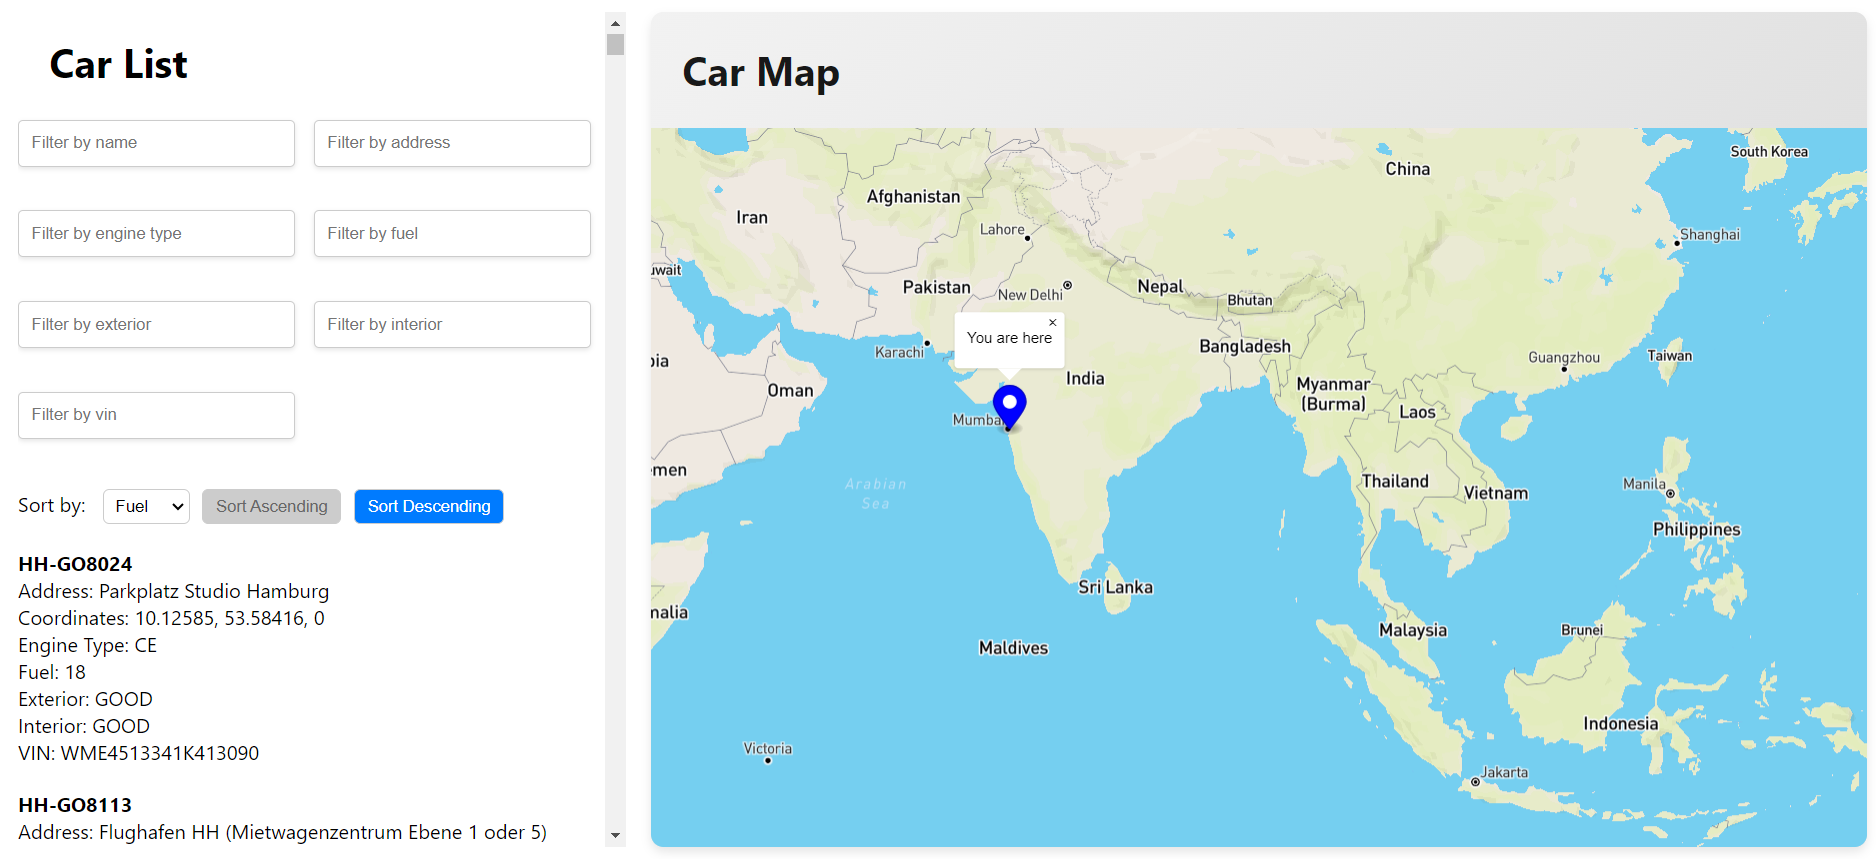 Car List
Filter by name
Filter by address
Filter by engine type
Filter by fuel
Filter by exterior
Filter by interior
Filter by vin
Sort by:
Fuel
Sort Ascending
Sort Descending
HH-GO8024
Address: Parkplatz Studio Hamburg
Coordinates: 10.12585, 53.58416, 0
Engine Type: CE
Fuel: 18
Exterior: GOOD
Interior: GOOD
VIN: WME4513341K413090
HH-GO8113
Address: Flughafen HH (Mietwagenzentrum Ebene 1 oder 5)
Car Map
South Korea
China
Afghanistan
Iran
Lahore
Shanghai
uwait
Pakistan
New Delhi
Nepal
Bhutan
×
You are here
Karachi
Bangladesh
Guangzhou
Taiwan
bia
India
Oman
Myanmar
(Burma)
Laos
Mumba
emen
Arabian
Sea
Thailand
Vietnam
Manila
Philippines
Sri Lanka
malia
Malaysia
Brunei
Maldives
Indonesia
Victoria
Jakarta